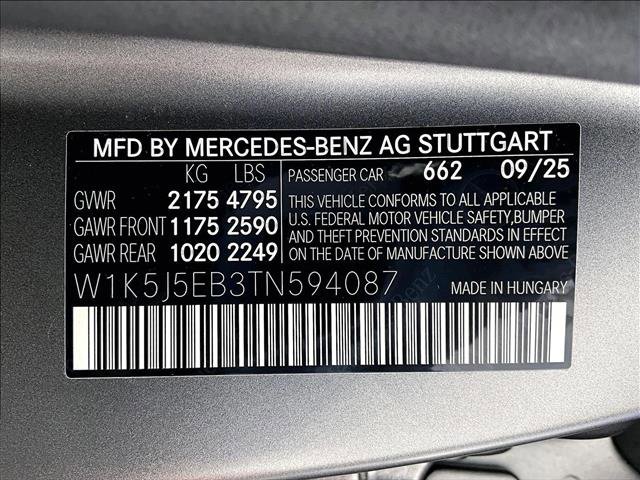 MFD BY MERCEDES-BENZ AG STUTTGART
KG LBS
GVWR 2175 4795
GAWR FRONT 1175 2590
GAWR REAR 1020 2249
PASSENGER CAR 662 09/25
THIS VEHICLE CONFORMS TO ALL APPLICABLE
U.S. FEDERAL MOTOR VEHICLE SAFETY,BUMPER
AND THEFT PREVENTION STANDARDS IN EFFECT
ON THE DATE OF MANUFACTURE SHOWN ABOVE
W1K5J5EB3TN594087
MADE IN HUNGARY